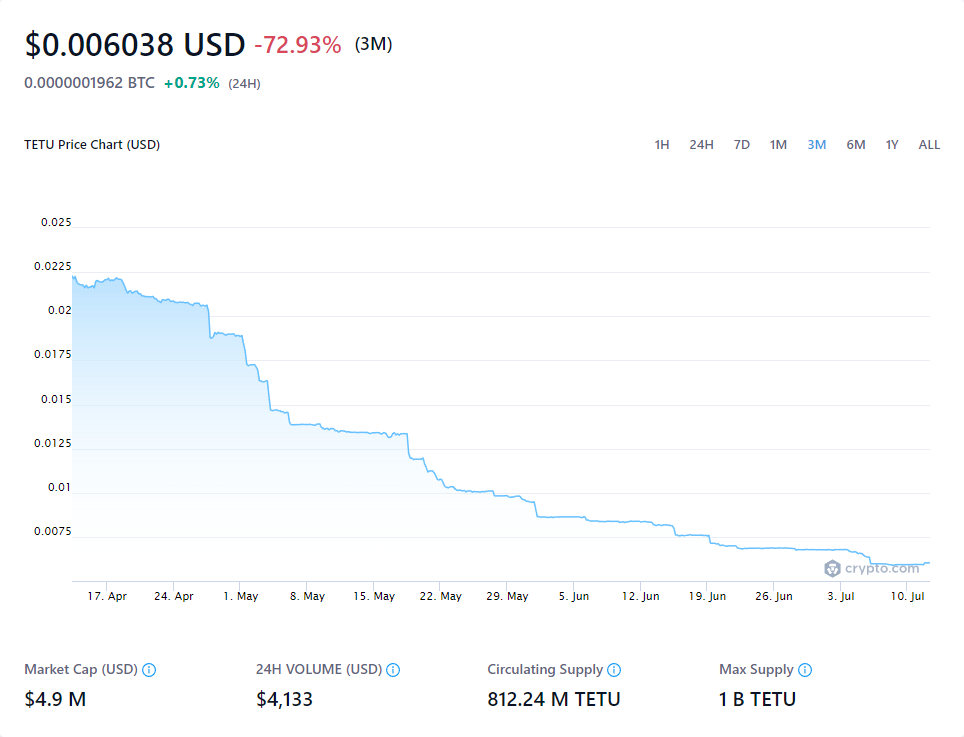 $0.006038 USD -72.93% (3M)
0.0000001962 BTC +0.73% (24H)
TETU Price Chart (USD) 1H 24H 7D 1M 3M 6M 1Y ALL
0.025
0.0225
0.02
0.0175
0.015
0.0125
0.01
0.0075
crypto.com
17. Apr 24. Apr 1. May 8. May 15. May 22. May 29. May 5. Jun 12. Jun 19. Jun 26. Jun 3. Jul 10. Jul
Market Cap (USD) 24H VOLUME (USD) Circulating Supply Max Supply
$4.9 M $4,133 812.24 M TETU 1 B TETU